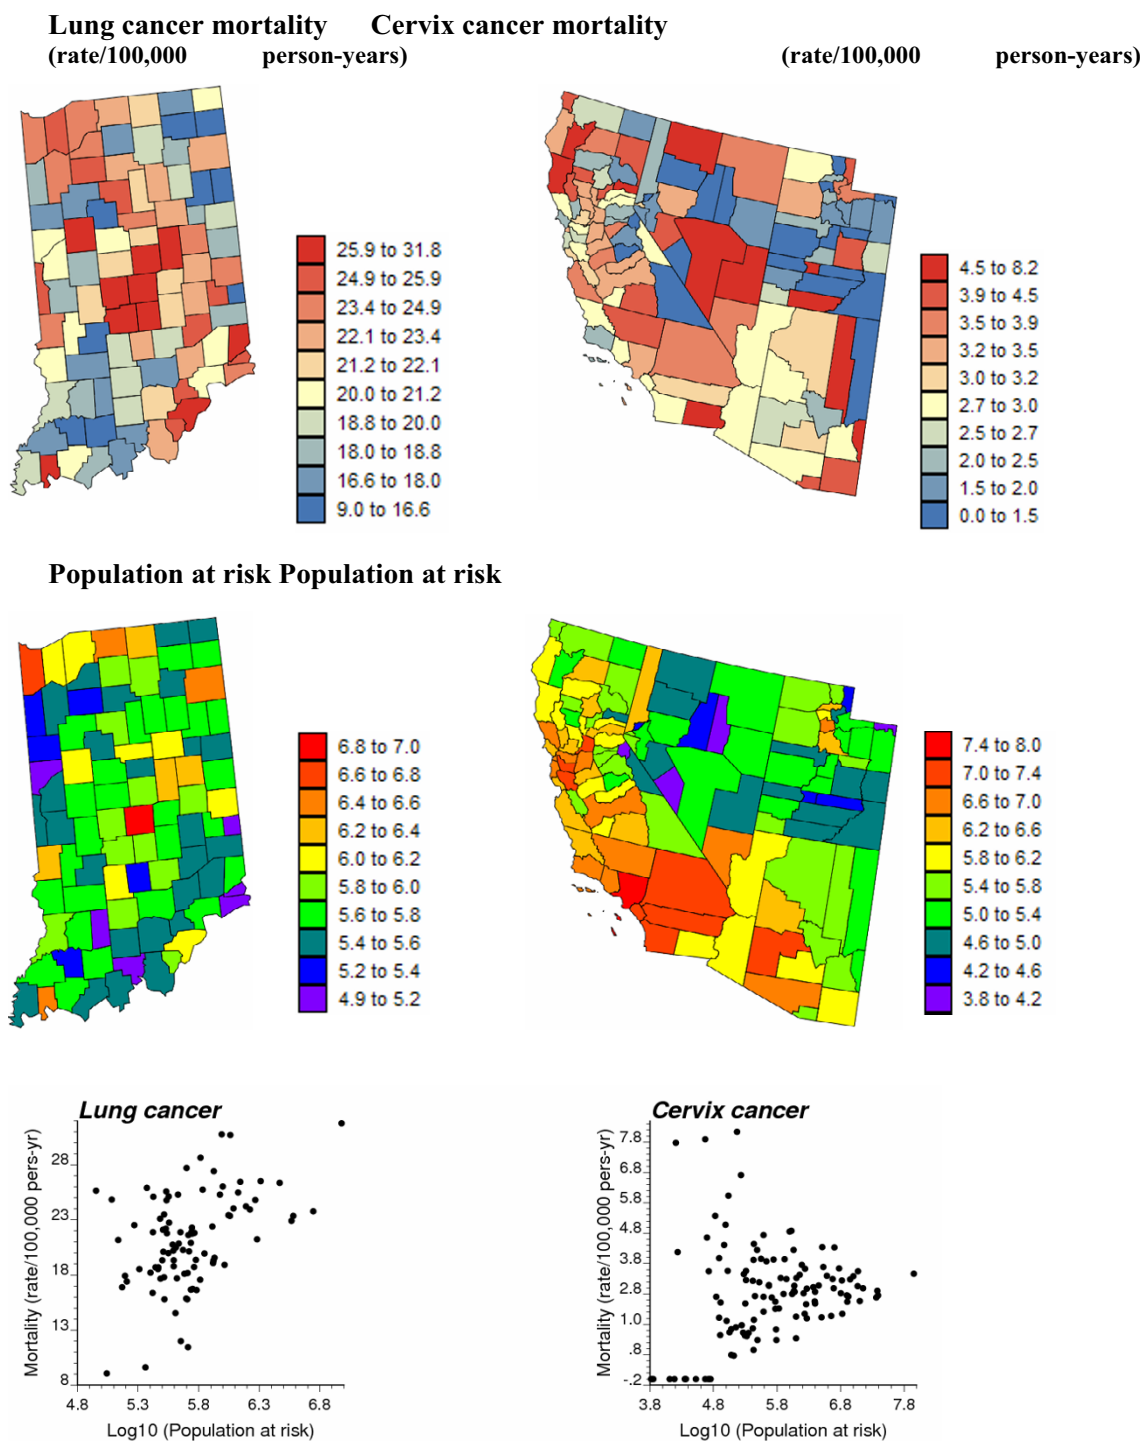 Lung cancer mortality Cervix cancer mortality
(rate/100,000 person-years) (rate/100,000 person-years)
25.9 to 31.8
24.9 to 25.9
23.4 to 24.9
22.1 to 23.4
21.2 to 22.1
20.0 to 21.2
18.8 to 20.0
18.0 to 18.8
16.6 to 18.0
9.0 to 16.6
4.5 to 8.2
3.9 to 4.5
3.5 to 3.9
3.2 to 3.5
3.0 to 3.2
2.7 to 3.0
2.5 to 2.7
2.0 to 2.5
1.5 to 2.0
0.0 to 1.5
Population at risk Population at risk
6.8 to 7.0
6.6 to 6.8
6.4 to 6.6
6.2 to 6.4
6.0 to 6.2
5.8 to 6.0
5.6 to 5.8
5.4 to 5.6
5.2 to 5.4
4.9 to 5.2
7.4 to 8.0
7.0 to 7.4
6.6 to 7.0
6.2 to 6.6
5.8 to 6.2
5.4 to 5.8
5.0 to 5.4
4.6 to 5.0
4.2 to 4.6
3.8 to 4.2
Lung cancer
Mortality (rate/100,000 pers-yr)
28
23
18
13
8
4.8 5.3 5.8 6.3 6.8
Log10 (Population at risk)
Cervix cancer
Mortality (rate/100,000 pers-yr)
7.8
6.8
5.8
4.8
3.8
2.8
1.0
.8
-.2
3.8 4.8 5.8 6.8 7.8
Log10 (Population at risk)